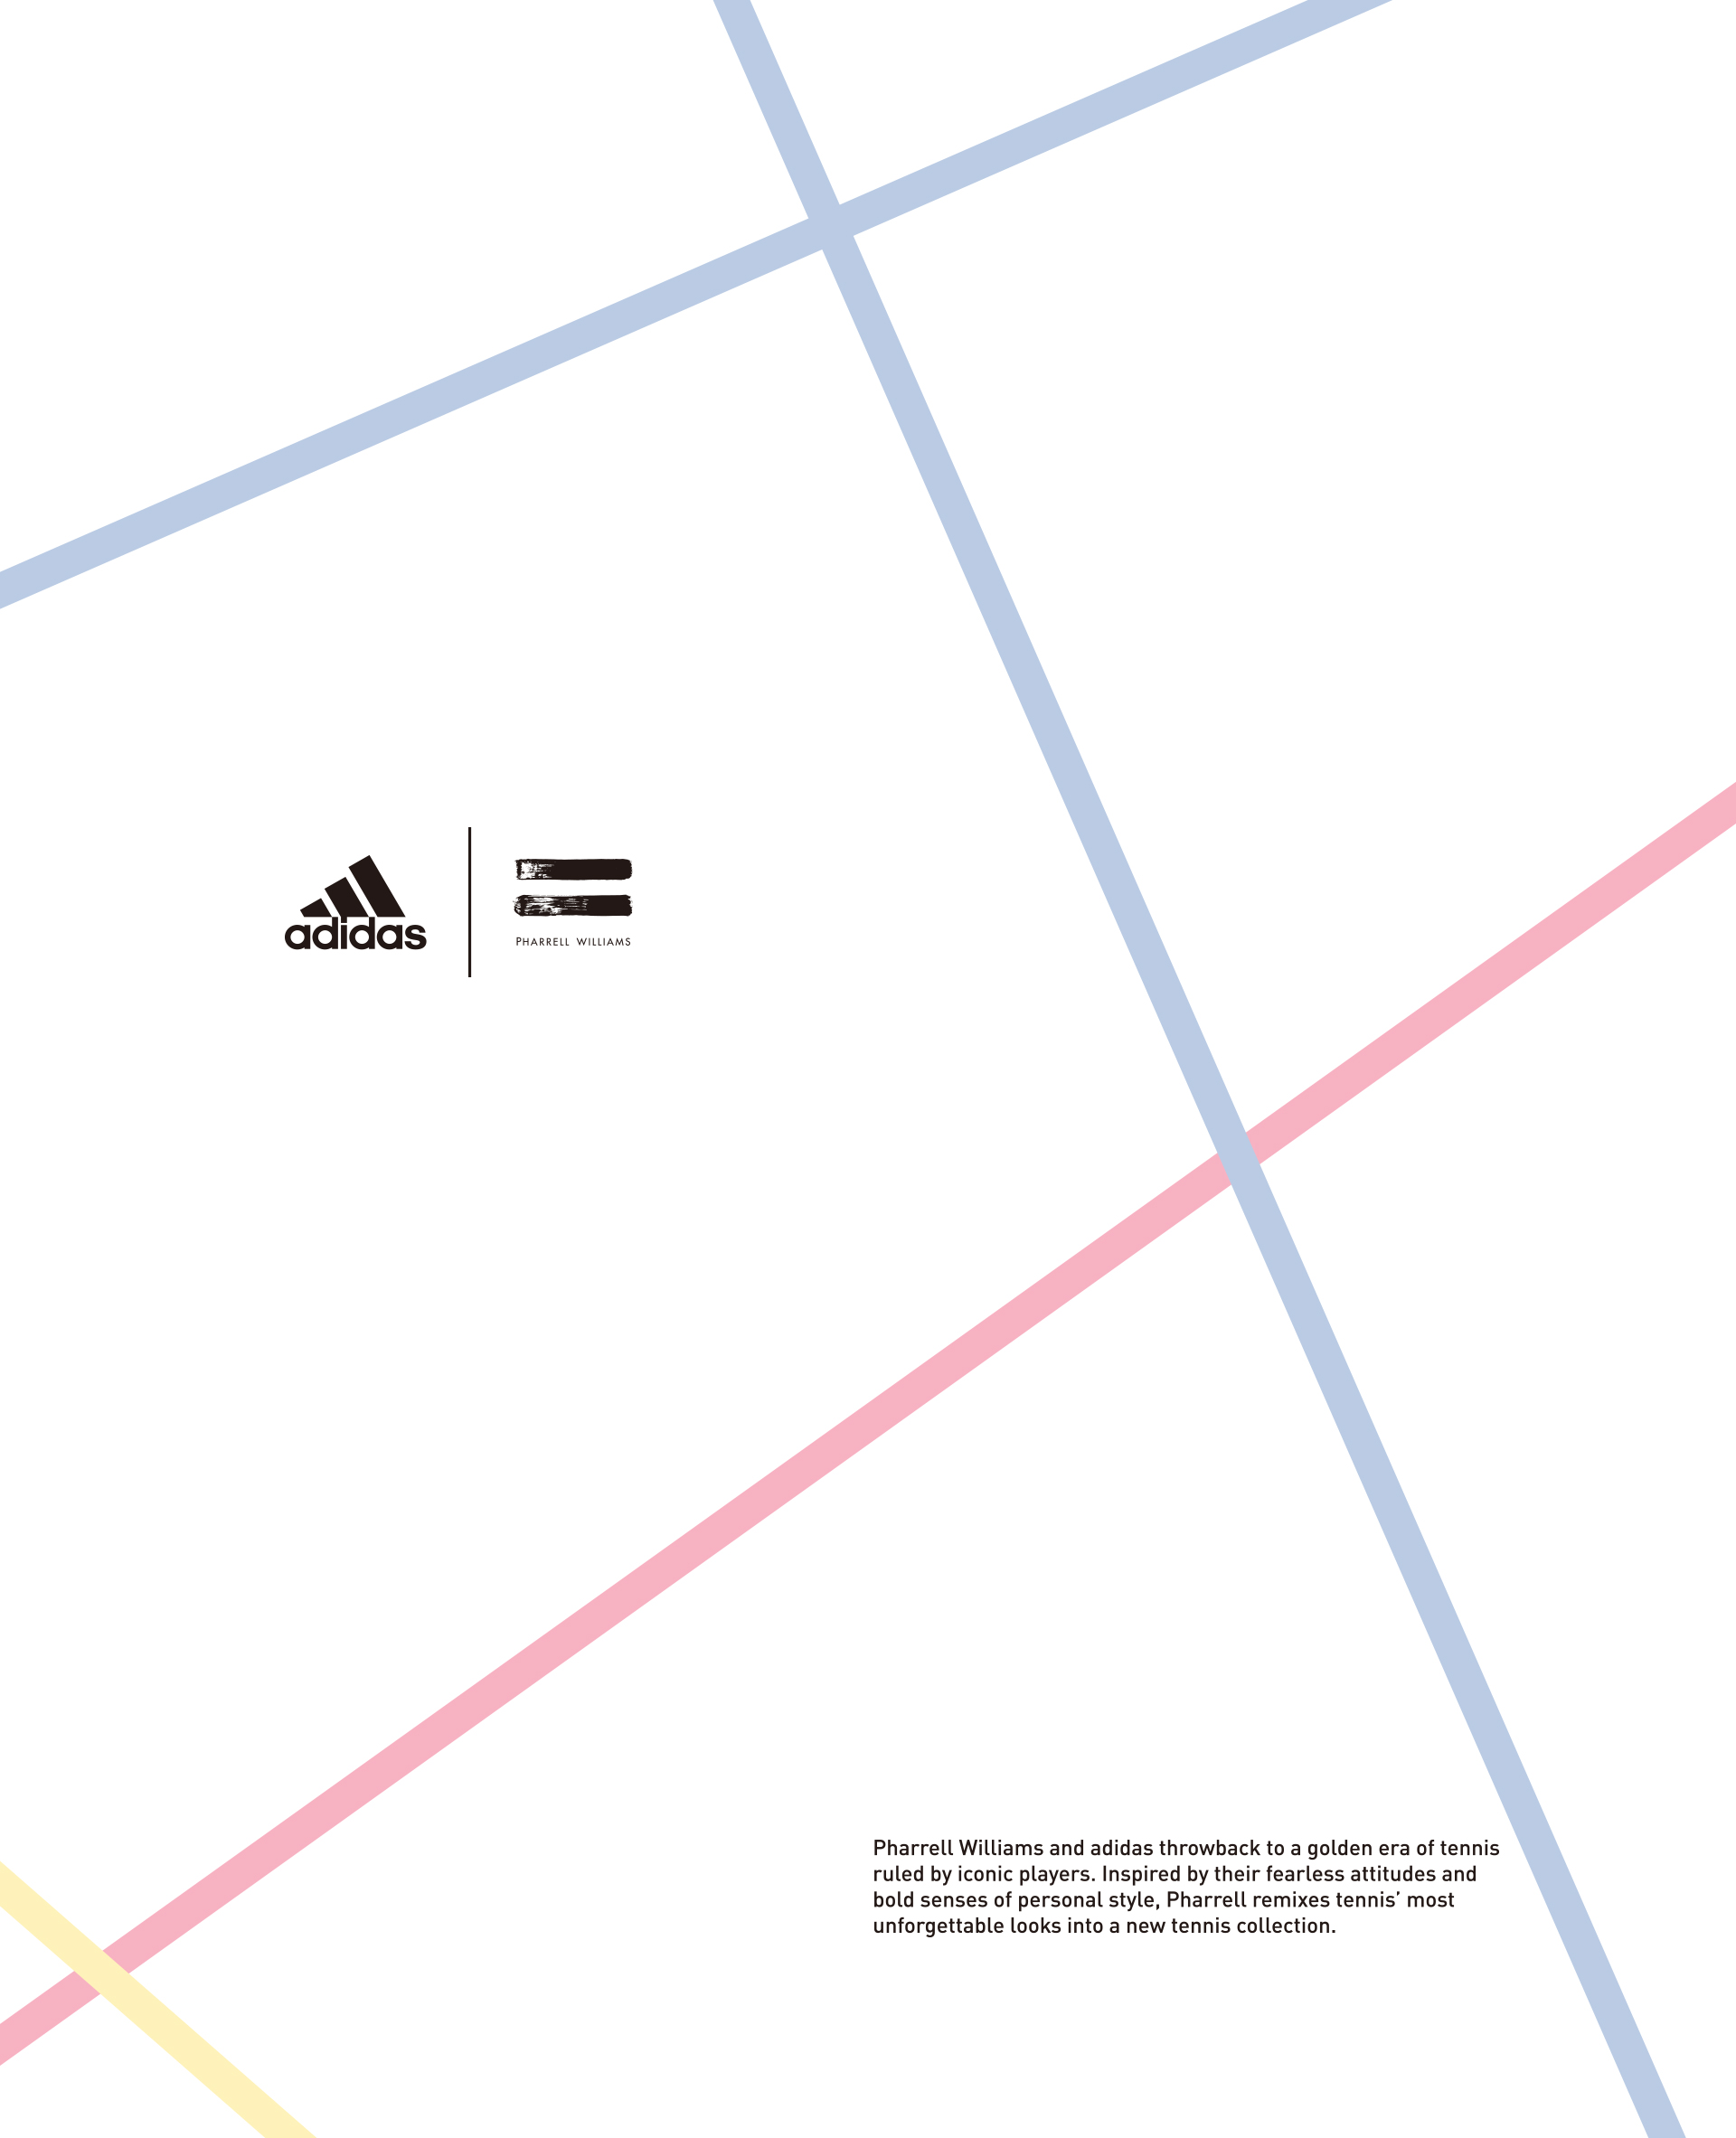 adidas
PHARRELL WILLIAMS
Pharrell Williams and adidas throwback to a golden era of tennis
ruled by iconic players. Inspired by their fearless attitudes and
bold senses of personal style, Pharrell remixes tennis’ most
unforgettable looks into a new tennis collection.